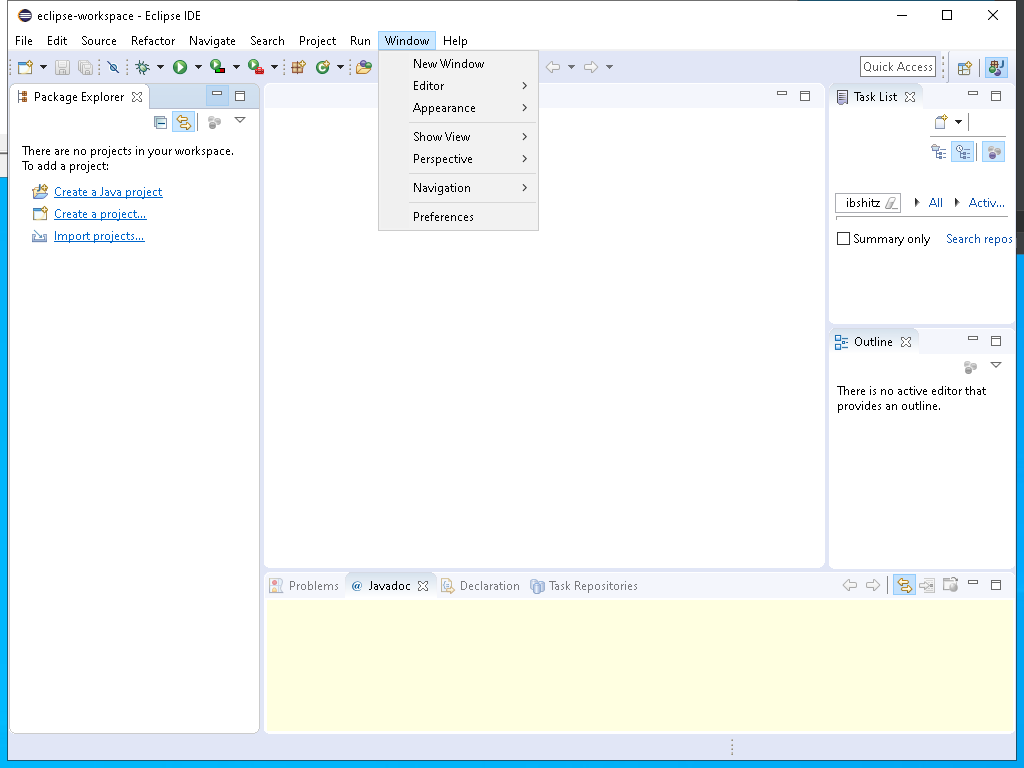 eclipse-workspace - Eclipse IDE
File Edit Source Refactor Navigate Search Project Run Window Help
Quick Access
New Window
Editor
Appearance
Show View
Perspective
Navigation
Preferences
Package Explorer
There are no projects in your workspace.
To add a project:
Create a Java project
Create a project...
Import projects...
Task List
ibshitz All Activ...
Summary only Search repos
Outline
There is no active editor that
provides an outline.
Problems @ Javadoc Declaration Task Repositories